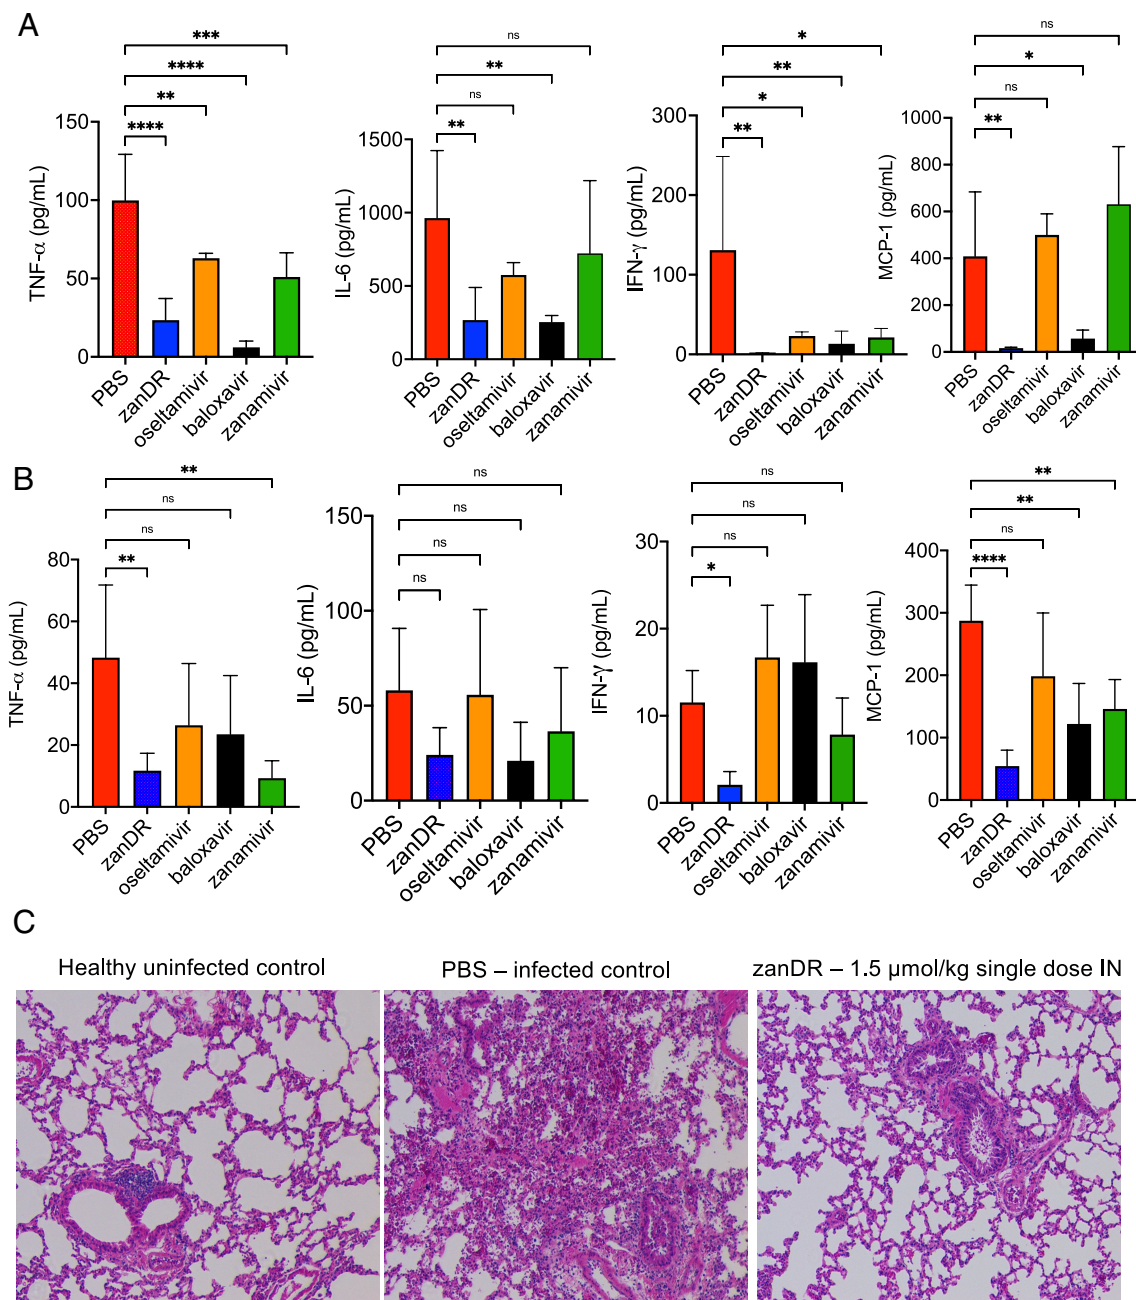 A
***
****
**
****
TNF-α (pg/mL)
150
100
50
0
PBS
zanDR
oseltamivir
baloxavir
zanamivir
ns
**
ns
**
IL-6 (pg/mL)
1500
1000
500
0
PBS
zanDR
oseltamivir
baloxavir
zanamivir
*
**
*
**
IFN-γ (pg/mL)
300
200
100
0
PBS
zanDR
oseltamivir
baloxavir
zanamivir
ns
*
ns
**
MCP-1 (pg/mL)
1000
800
600
400
200
0
PBS
zanDR
oseltamivir
baloxavir
zanamivir
B
**
ns
ns
**
TNF-α (pg/mL)
80
60
40
20
0
PBS
zanDR
oseltamivir
baloxavir
zanamivir
ns
ns
ns
ns
IL-6 (pg/mL)
150
100
50
0
PBS
zanDR
oseltamivir
baloxavir
zanamivir
ns
ns
ns
*
IFN-γ (pg/mL)
30
20
10
0
PBS
zanDR
oseltamivir
baloxavir
zanamivir
**
**
ns
****
MCP-1 (pg/mL)
400
300
200
100
0
PBS
zanDR
oseltamivir
baloxavir
zanamivir
C
Healthy uninfected control
PBS – infected control
zanDR – 1.5 μmol/kg single dose IN